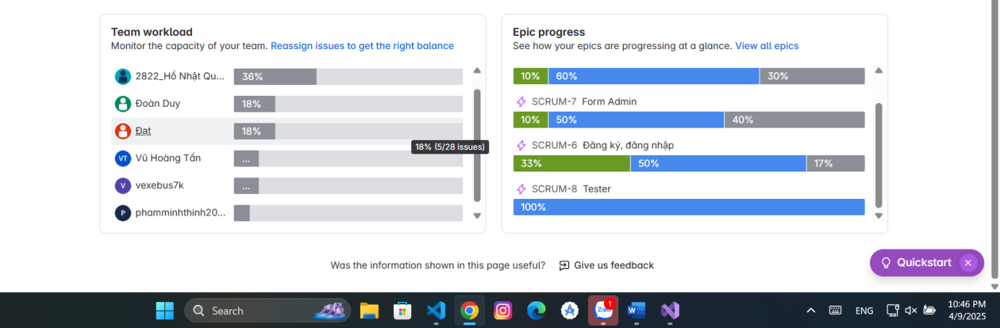 Team workload
Monitor the capacity of your team. Reassign issues to get the right balance
2822_Hồ Nhật Qu... 36%
Đoàn Duy 18%
Đạt 18%
18% (5/28 issues)
VT Vũ Hoàng Tấn ...
V vexebus7k ...
P phamminhthinh20...
Epic progress
See how your epics are progressing at a glance. View all epics
10% 60% 30%
SCRUM-7 Form Admin
10% 50% 40%
SCRUM-6 Đăng ký, đăng nhập
33% 50% 17%
SCRUM-8 Tester
100%
Was the information shown in this page useful? Give us feedback
Quickstart
Search
Zalo 1
W
ENG
10:46 PM
4/9/2025